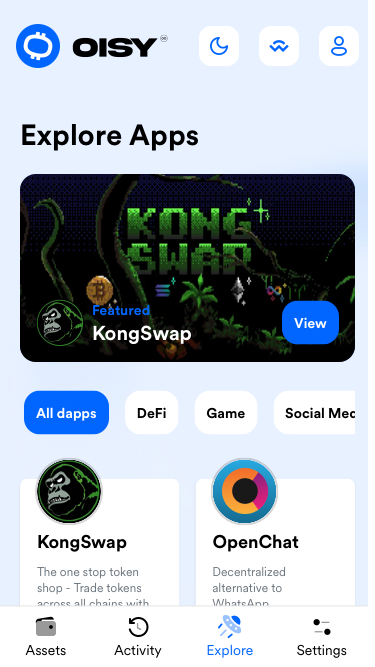 OISY
Explore Apps
KONG
SWAP
Featured
KongSwap
View
All dapps
DeFi
Game
Social Med
KongSwap
OpenChat
The one stop token
shop - Trade tokens
across all chains with
Decentralized
alternative to
WhatsApp
Assets
Activity
Explore
Settings